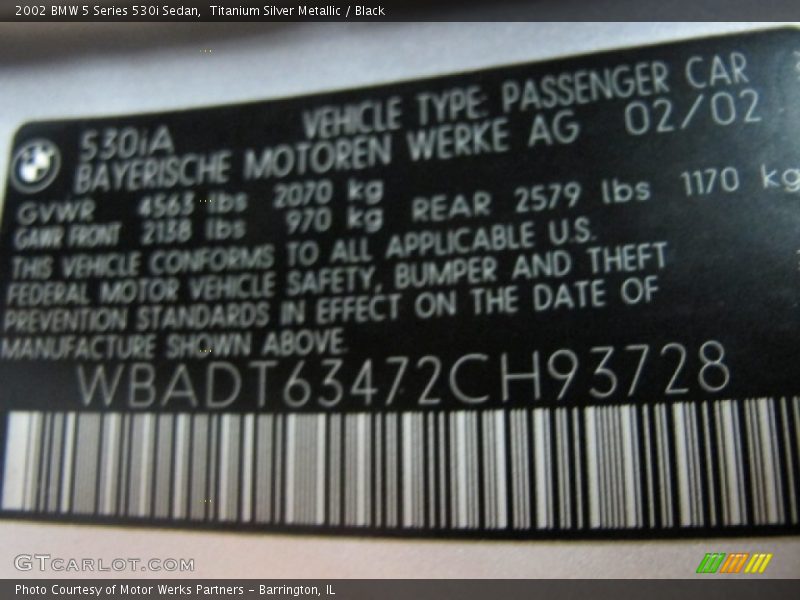 2002 BMW 5 Series 530i Sedan,  Titanium Silver Metallic / Black
530iA VEHICLE TYPE: PASSENGER CAR
BAYERISCHE MOTOREN WERKE AG 02/02
GVWR 4563 lbs 2070 kg
GAWR FRONT 2138 lbs 970 kg REAR 2579 lbs 1170 kg
THIS VEHICLE CONFORMS TO ALL APPLICABLE U.S.
FEDERAL MOTOR VEHICLE SAFETY, BUMPER AND THEFT
PREVENTION STANDARDS IN EFFECT ON THE DATE OF
MANUFACTURE SHOWN ABOVE.
WBADT63472CH93728
GTCARLOT.COM
Photo Courtesy of Motor Werks Partners - Barrington, IL